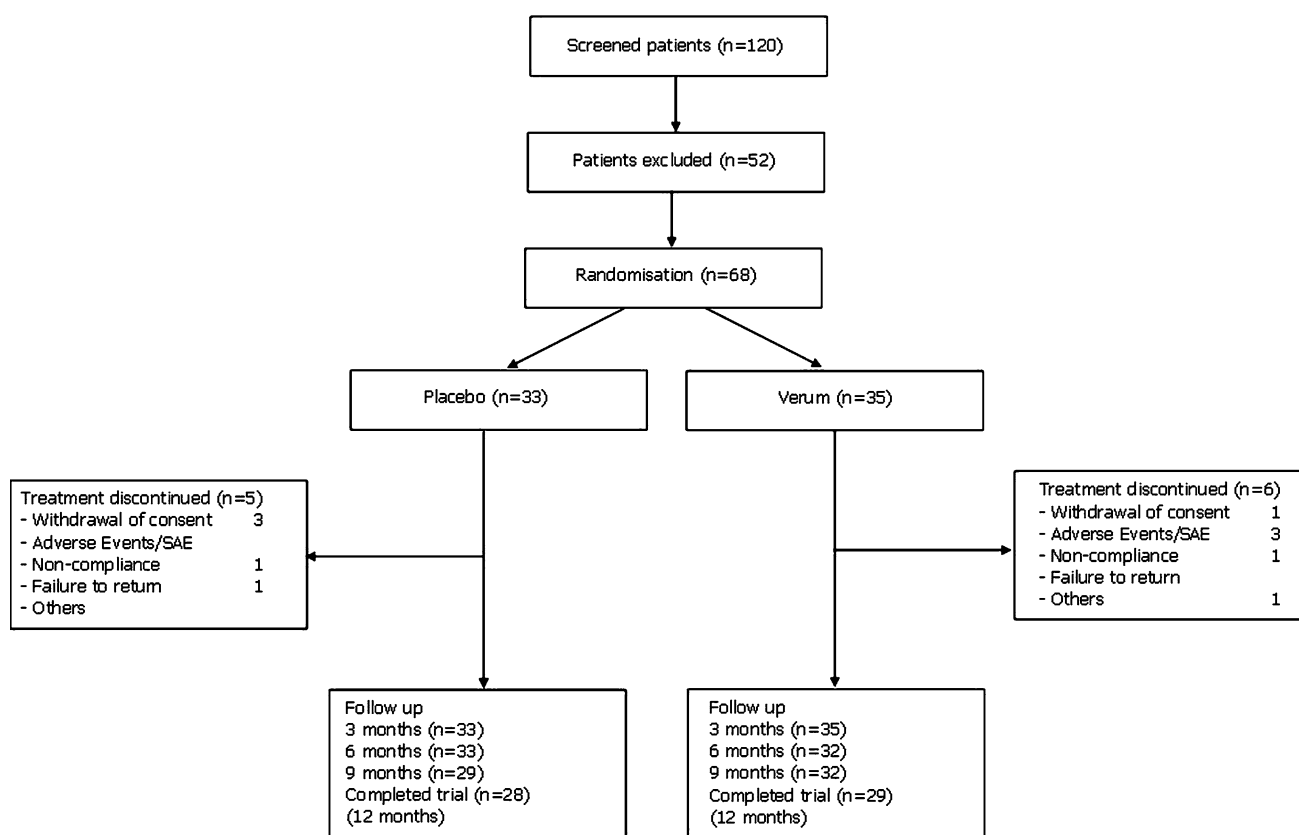 Screened patients (n=120)
Patients excluded (n=52)
Randomisation (n=68)
Placebo (n=33)
Verum (n=35)
Treatment discontinued (n=5)
- Withdrawal of consent 3
- Adverse Events/SAE
- Non-compliance 1
- Failure to return 1
- Others
Treatment discontinued (n=6)
- Withdrawal of consent 1
- Adverse Events/SAE 3
- Non-compliance 1
- Failure to return
- Others 1
Follow up
3 months (n=33)
6 months (n=33)
9 months (n=29)
Completed trial (n=28)
(12 months)
Follow up
3 months (n=35)
6 months (n=32)
9 months (n=32)
Completed trial (n=29)
(12 months)